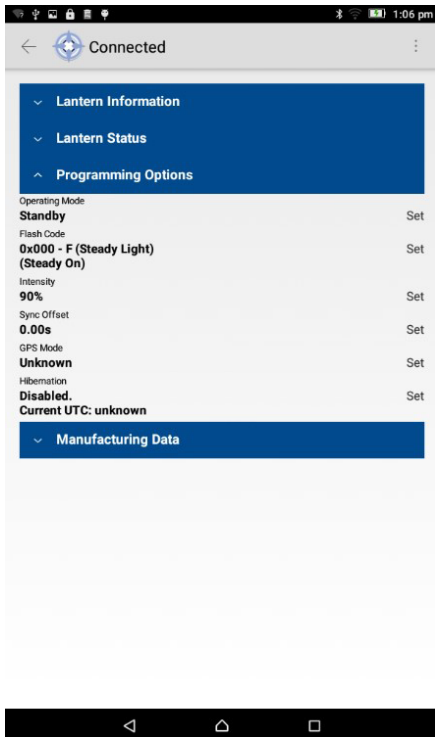 1:06 pm
Connected
Lantern Information
Lantern Status
Programming Options
Operating Mode
Standby
Set
Flash Code
0x000 - F (Steady Light)
Set
(Steady On)
Intensity
90%
Set
Sync Offset
0.00s
Set
GPS Mode
Unknown
Set
Hibernation
Disabled.
Set
Current UTC: unknown
Manufacturing Data